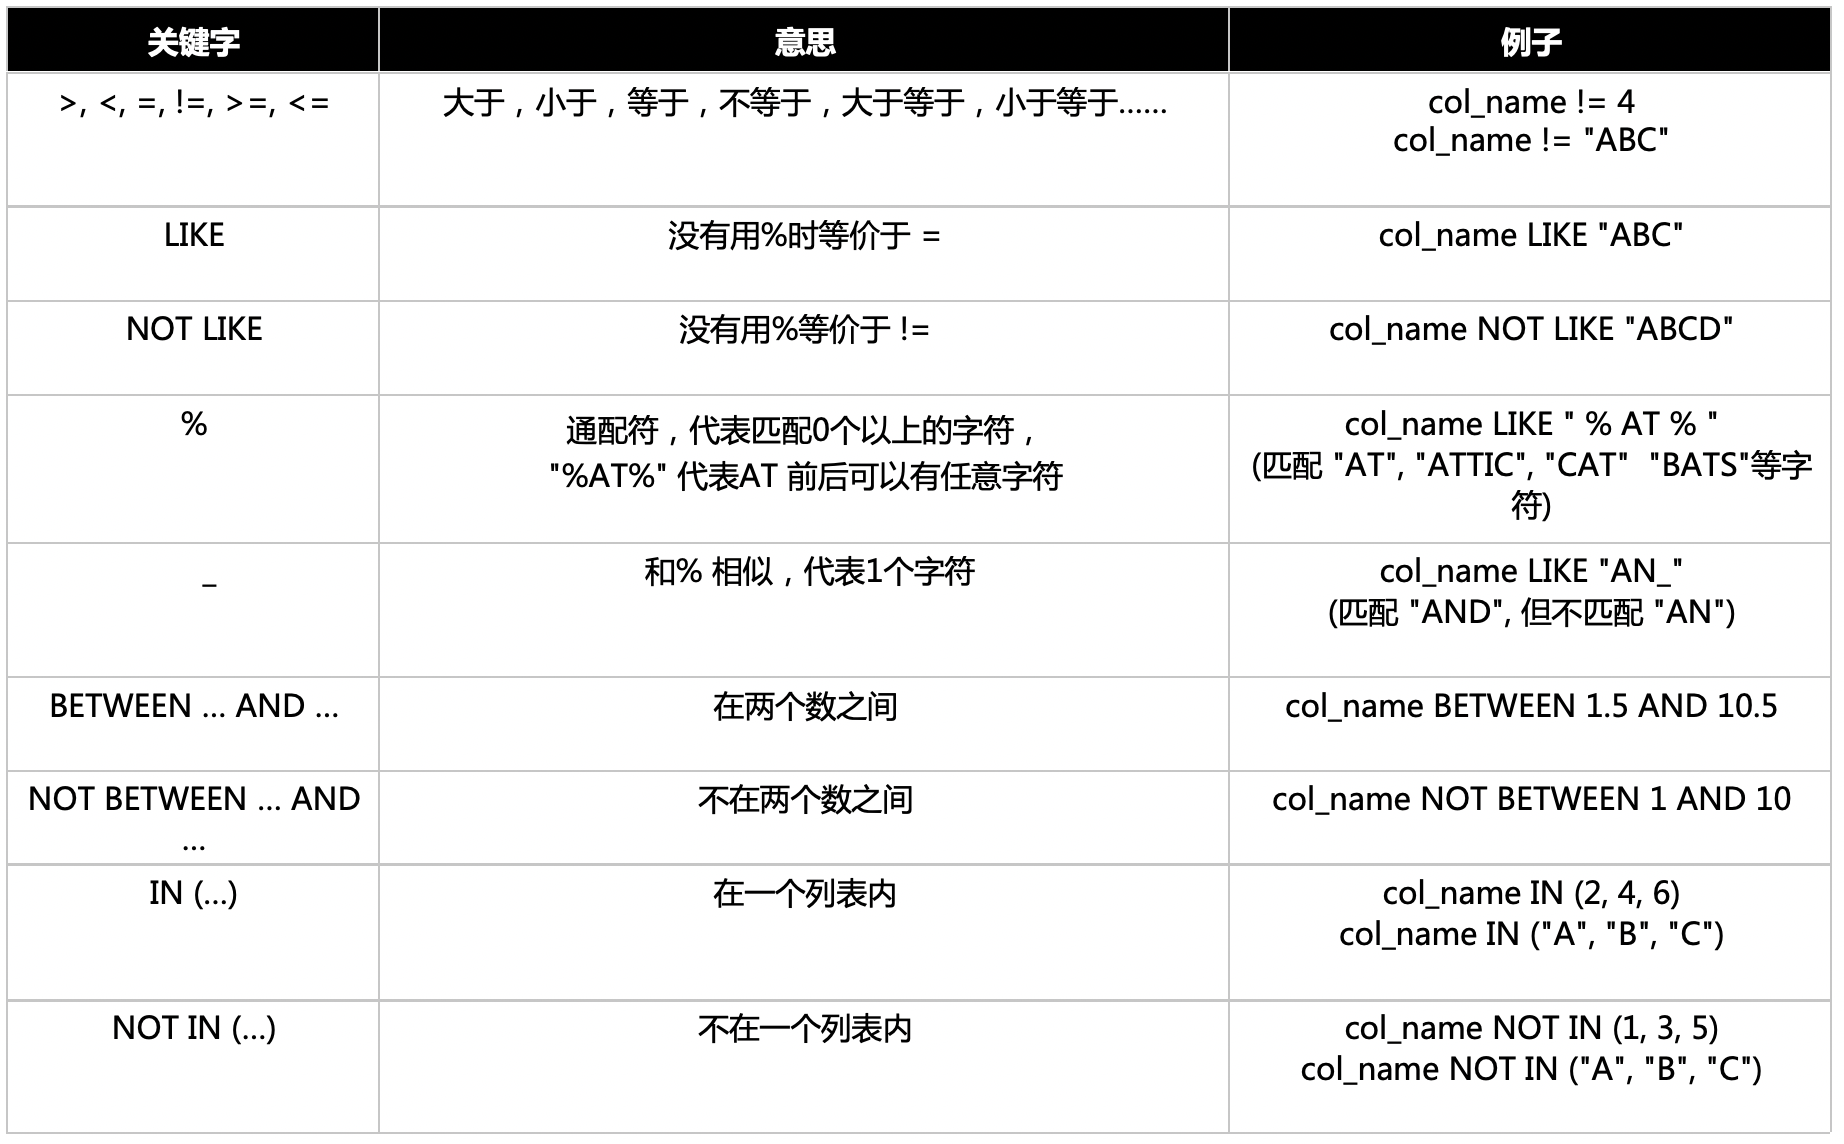 关键字 意思 例子
>, <, =, !=, >=, <= 大于，小于，等于，不等于，大于等于，小于等于…… col_name != 4
col_name != "ABC"
LIKE 没有用%时等价于 = col_name LIKE "ABC"
NOT LIKE 没有用%等价于 != col_name NOT LIKE "ABCD"
% 通配符，代表匹配0个以上的字符， col_name LIKE " % AT % "
"%AT%" 代表AT 前后可以有任意字符 (匹配 "AT", "ATTIC", "CAT" "BATS"等字
符)
_ 和% 相似，代表1个字符 col_name LIKE "AN_"
(匹配 "AND", 但不匹配 "AN")
BETWEEN … AND … 在两个数之间 col_name BETWEEN 1.5 AND 10.5
NOT BETWEEN … AND 不在两个数之间 col_name NOT BETWEEN 1 AND 10
…
IN (…) 在一个列表内 col_name IN (2, 4, 6)
col_name IN ("A", "B", "C")
NOT IN (…) 不在一个列表内 col_name NOT IN (1, 3, 5)
col_name NOT IN ("A", "B", "C")